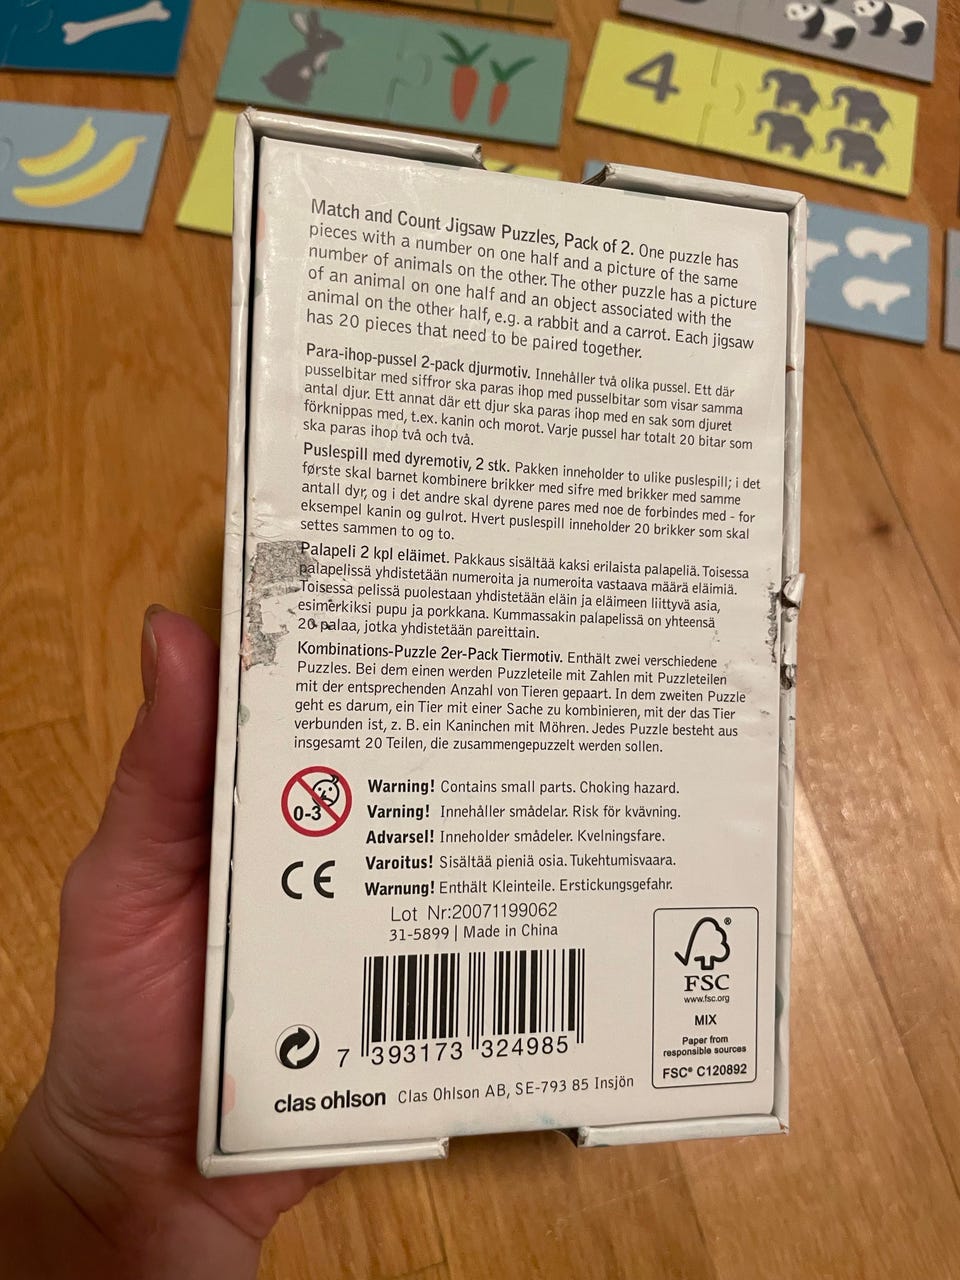 4
Match and Count Jigsaw Puzzles, Pack of 2. One puzzle has
pieces with a number on one half and a picture of the same
number of animals on the other. The other puzzle has a picture
of an animal on one half and an object associated with the
animal on the other half, e.g. a rabbit and a carrot. Each jigsaw
has 20 pieces that need to be paired together.
Para-ihop-pussel 2-pack djurmotiv. Innehåller två olika pussel. Ett där
pusselbitar med siffror ska paras ihop med pusselbitar som visar samma
antal djur. Ett annat där ett djur ska paras ihop med en sak som djuret
förknippas med, t.ex. kanin och morot. Varje pussel har totalt 20 bitar som
ska paras ihop två och två.
Puslespill med dyremotiv, 2 stk. Pakken inneholder to ulike puslespill; i det
første skal barnet kombinere brikker med sifre med brikker med samme
antall dyr, og i det andre skal dyrene pares med noe de forbindes med - for
eksempel kanin og gulrot. Hvert puslespill inneholder 20 brikker som skal
settes sammen to og to.
Palapeli 2 kpl eläimet. Pakkaus sisältää kaksi erilaista palapeliä. Toisessa
palapelissä yhdistetään numeroita ja numeroita vastaava määrä eläimiä.
Toisessa pelissä puolestaan yhdistetään eläin ja eläimeen liittyvä asia,
esimerkiksi pupu ja porkkana. Kummassakin palapelissä on yhteensä
20 palaa, jotka yhdistetään pareittain.
Kombinations-Puzzle 2er-Pack Tiermotiv. Enthält zwei verschiedene
Puzzles. Bei dem einen werden Puzzleteile mit Zahlen mit Puzzleteilen
mit der entsprechenden Anzahl von Tieren gepaart. In dem zweiten Puzzle
geht es darum, ein Tier mit einer Sache zu kombinieren, mit der das Tier
verbunden ist, z. B. ein Kaninchen mit Möhren. Jedes Puzzle besteht aus
insgesamt 20 Teilen, die zusammengepuzzelt werden sollen.
0-3
Warning! Contains small parts. Choking hazard.
Varning! Innehåller smådelar. Risk för kvävning.
Advarsel! Inneholder smådeler. Kvelningsfare.
Varoitus! Sisältää pieniä osia. Tukehtumisvaara.
Warnung! Enthält Kleinteile. Erstickungsgefahr.
CE
Lot Nr:20071199062
31-5899 | Made in China
7 393173 324985
clas ohlson Clas Ohlson AB, SE-793 85 Insjön
®
FSC
www.fsc.org
MIX
Paper from
responsible sources
FSC® C120892